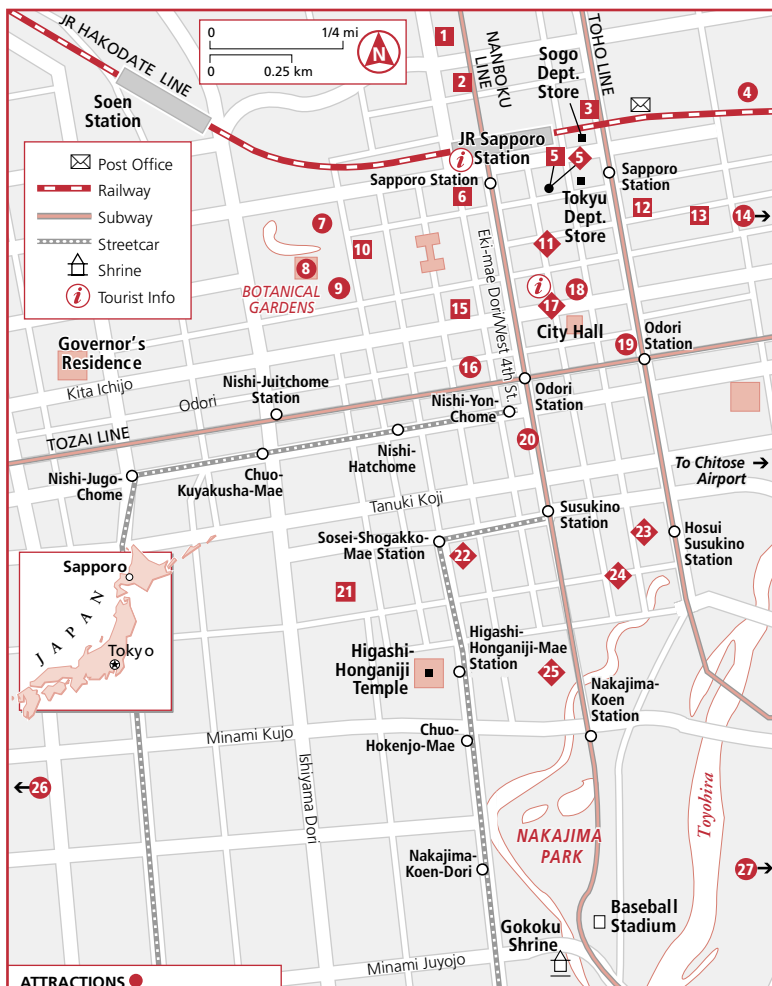 JR HAKODATE LINE
0
1/4 mi
0
0.25 km
N
NANBOKU
LINE
TOHO LINE
1
2
Sogo
Dept.
Store
3
4
Soen
Station
JR Sapporo
Station
5
5
Sapporo Station
Sapporo
Station
6
Tokyu
Dept.
Store
12
13
14
Post Office
Railway
Subway
Streetcar
Shrine
i Tourist Info
i
7
8
9
10
BOTANICAL
GARDENS
11
Eki-mae Dori/West 4th St.
i
17
18
15
City Hall
Governor's
Residence
Kita Ichijo
Odori
16
19
Odori
Station
Nishi-Juitchome
Station
Nishi-Yon-
Chome
Odori
Station
TOZAI LINE
20
Nishi-Jugo-
Chome
Chuo-
Kuyakusha-Mae
Nishi-
Hatchome
To Chitose
Airport
Tanuki Koji
Susukino
Station
Sosei-Shogakko-
Mae Station
22
23
Hosui
Susukino
Station
24
21
Sapporo
JAPAN
Tokyo
Higashi-
Honganiji
Temple
Higashi-
Honganiji-Mae
Station
25
Nakajima-
Koen
Station
Minami Kujo
Chuo-
Hokenjo-Mae
Ishiyama Dori
26
Toyohira
NAKAJIMA
PARK
Nakajima-
Koen-Dori
27
Baseball
Stadium
Gokoku
Shrine
Minami Juyojo
ATTRACTIONS